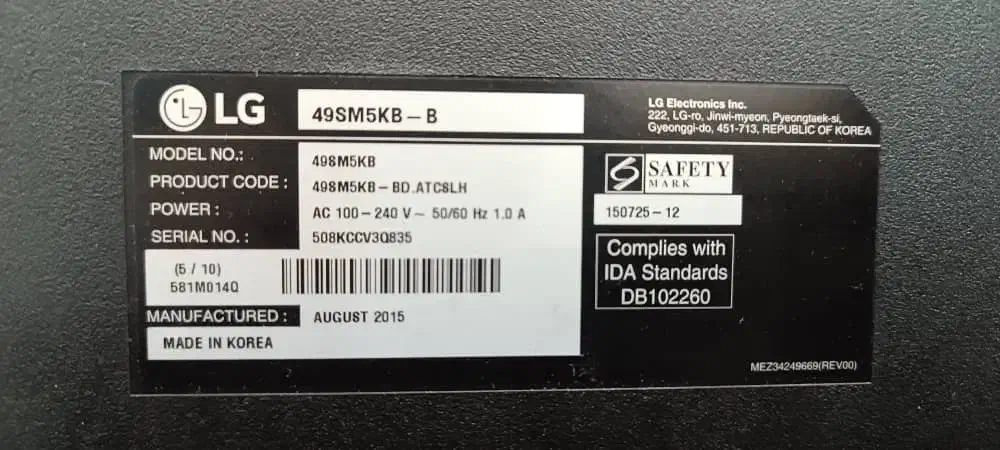 LG
49SM5KB - B
LG Electronics Inc.
222, LG-ro, Jinwi-myeon, Pyeongtaek-si,
Gyeonggi-do, 451-713, REPUBLIC OF KOREA
MODEL NO.: 49SM5KB
PRODUCT CODE : 49SM5KB - BD.ATC8LH
POWER : AC 100 - 240 V ~ 50/60 Hz 1.0 A
SERIAL NO. : 508KCCV3Q835
(5 / 10)
581M014Q
MANUFACTURED : AUGUST 2015
MADE IN KOREA
S SAFETY
MARK
150725 - 12
Complies with
IDA Standards
DB102260
MEZ34249669(REV00)